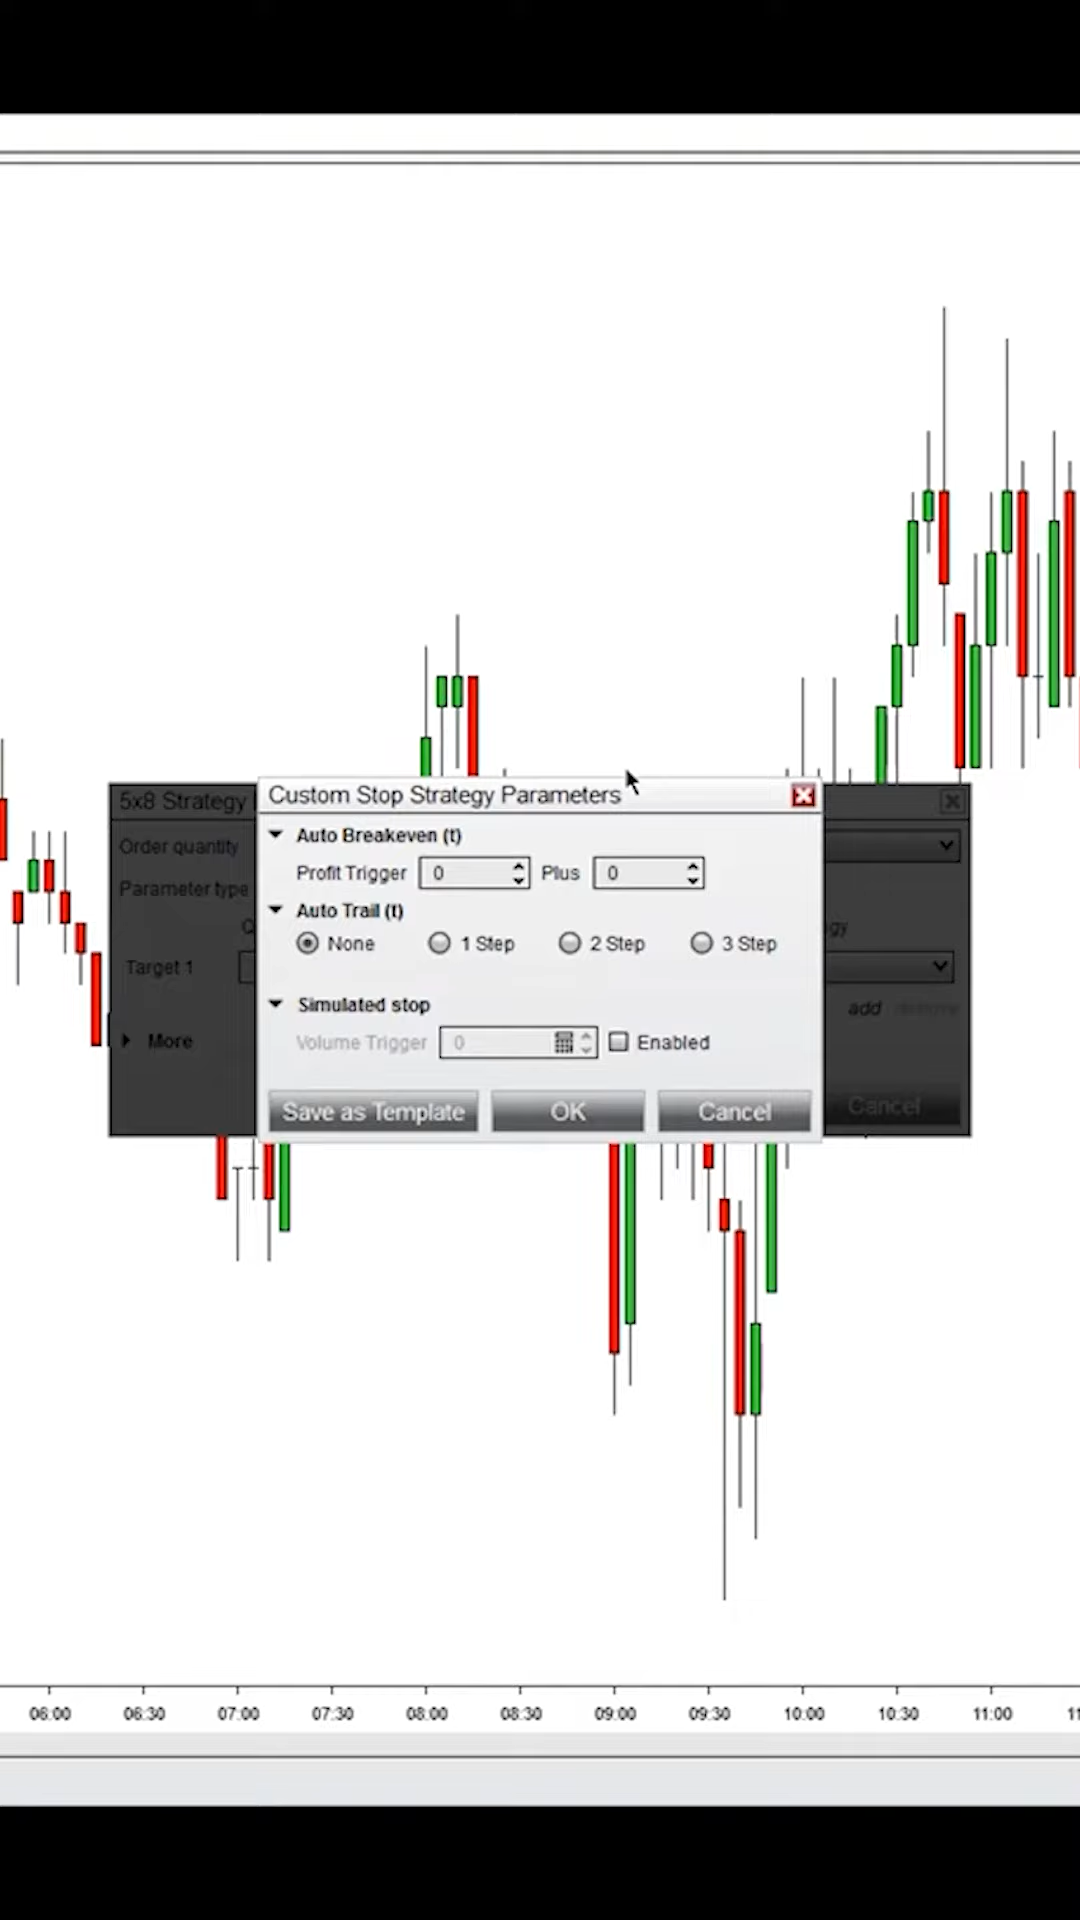 5x8 Strategy
Custom Stop Strategy Parameters
Order quantity
Auto Breakeven (t)
Profit Trigger 0 Plus 0
Parameter type
Auto Trail (t)
None 1 Step 2 Step 3 Step
Target 1
Simulated stop
add remove
More
Volume Trigger 0 Enabled
Save as Template OK Cancel
Cancel
06:00 06:30 07:00 07:30 08:00 08:30 09:00 09:30 10:00 10:30 11:00